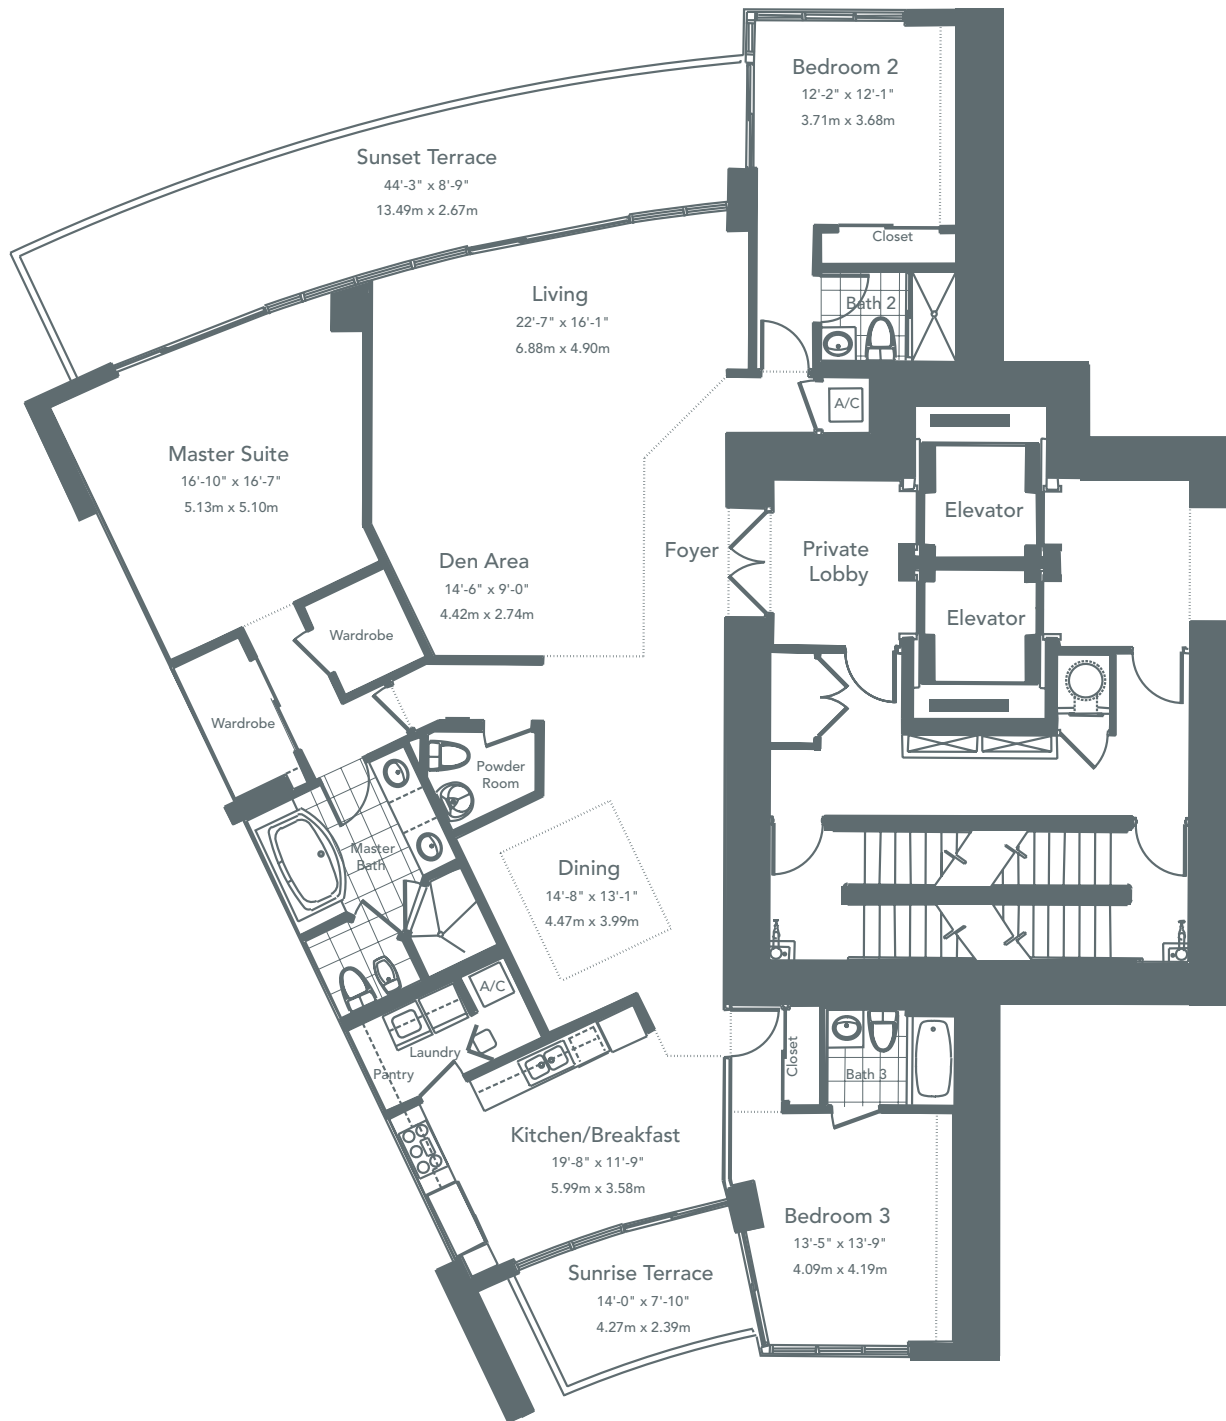 Bedroom 2
12'-2" x 12'-1"
3.71m x 3.68m
Sunset Terrace
44'-3" x 8'-9"
13.49m x 2.67m
Closet
Living
22'-7" x 16'-1"
6.88m x 4.90m
Bath 2
A/C
Master Suite
16'-10" x 16'-7"
5.13m x 5.10m
Elevator
Foyer
Private
Lobby
Den Area
14'-6" x 9'-0"
4.42m x 2.74m
Elevator
Wardrobe
Wardrobe
Powder
Room
Master
Bath
Dining
14'-8" x 13'-1"
4.47m x 3.99m
A/C
Laundry
Pantry
Closet
Bath 3
Kitchen/Breakfast
19'-8" x 11'-9"
5.99m x 3.58m
Bedroom 3
13'-5" x 13'-9"
4.09m x 4.19m
Sunrise Terrace
14'-0" x 7'-10"
4.27m x 2.39m